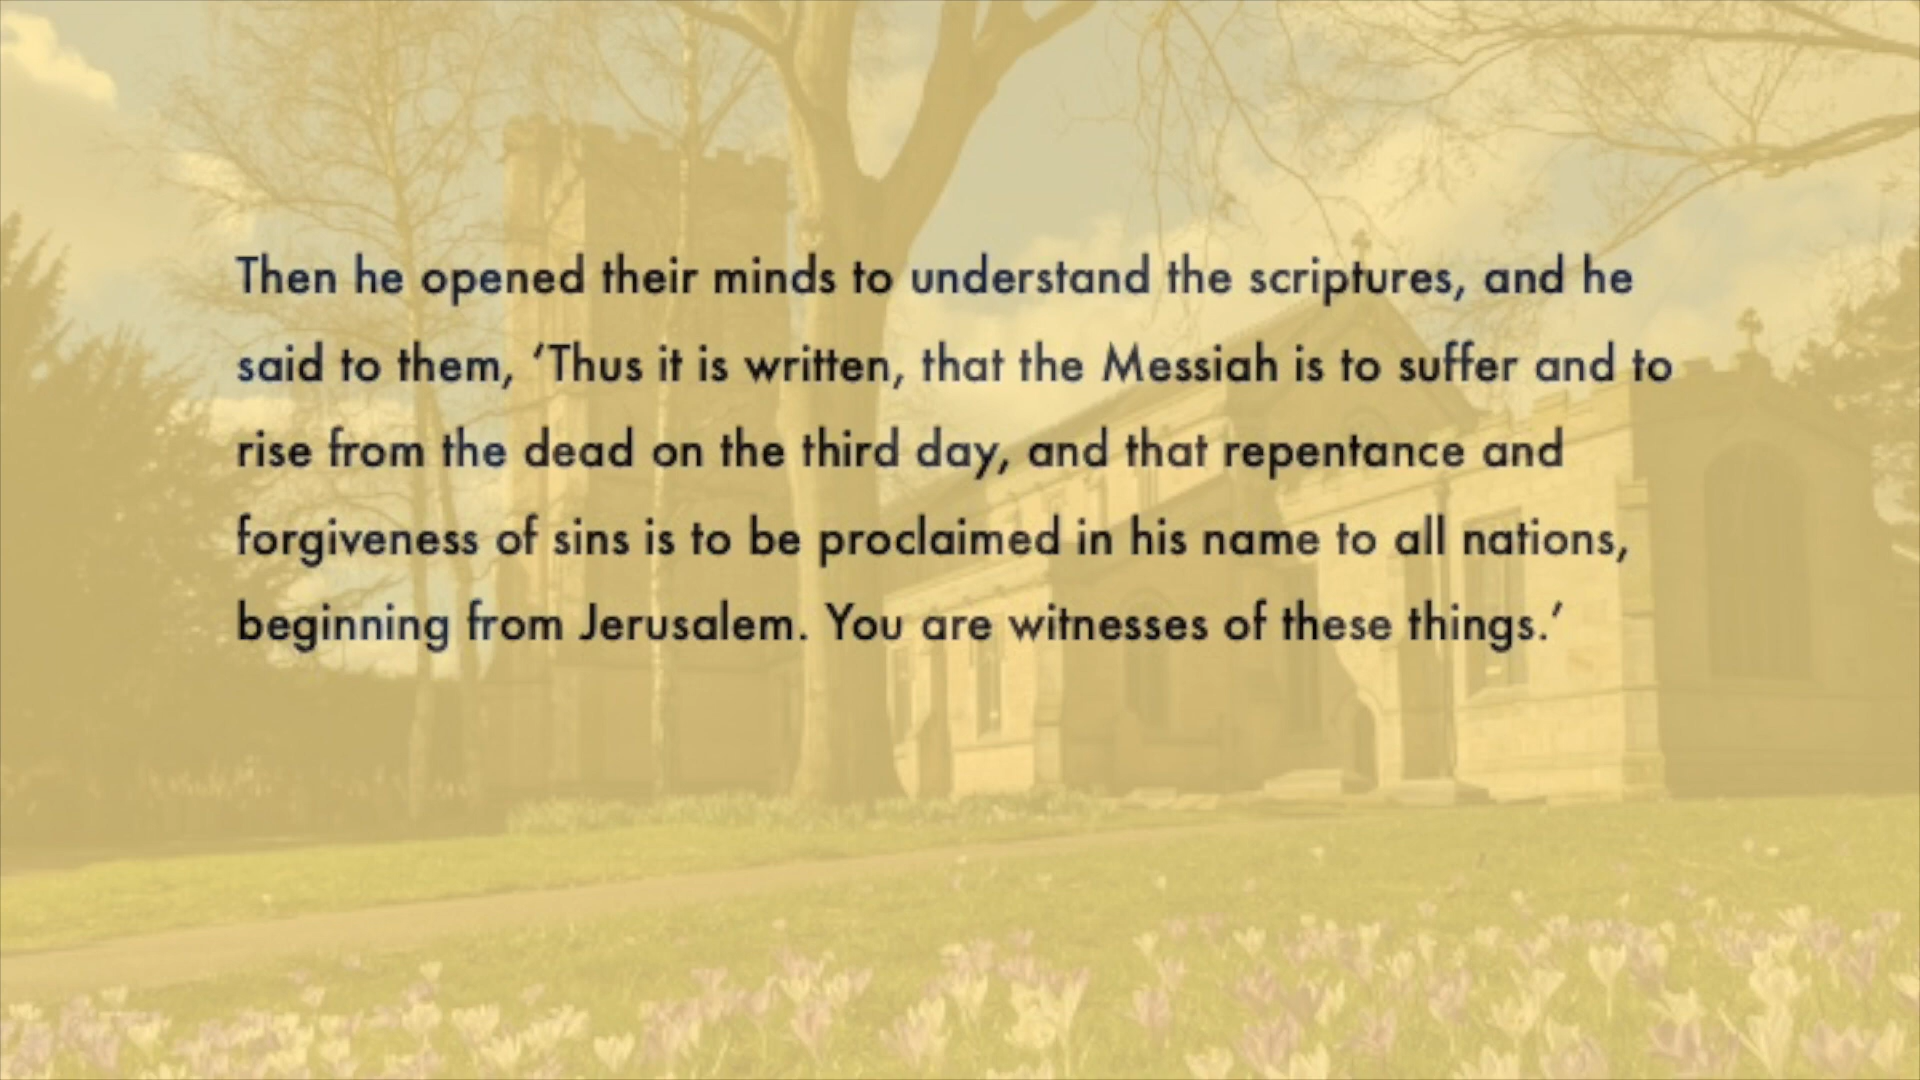 Then he opened their minds to understand the scriptures, and he
said to them, ‘Thus it is written, that the Messiah is to suffer and to
rise from the dead on the third day, and that repentance and
forgiveness of sins is to be proclaimed in his name to all nations,
beginning from Jerusalem. You are witnesses of these things.’